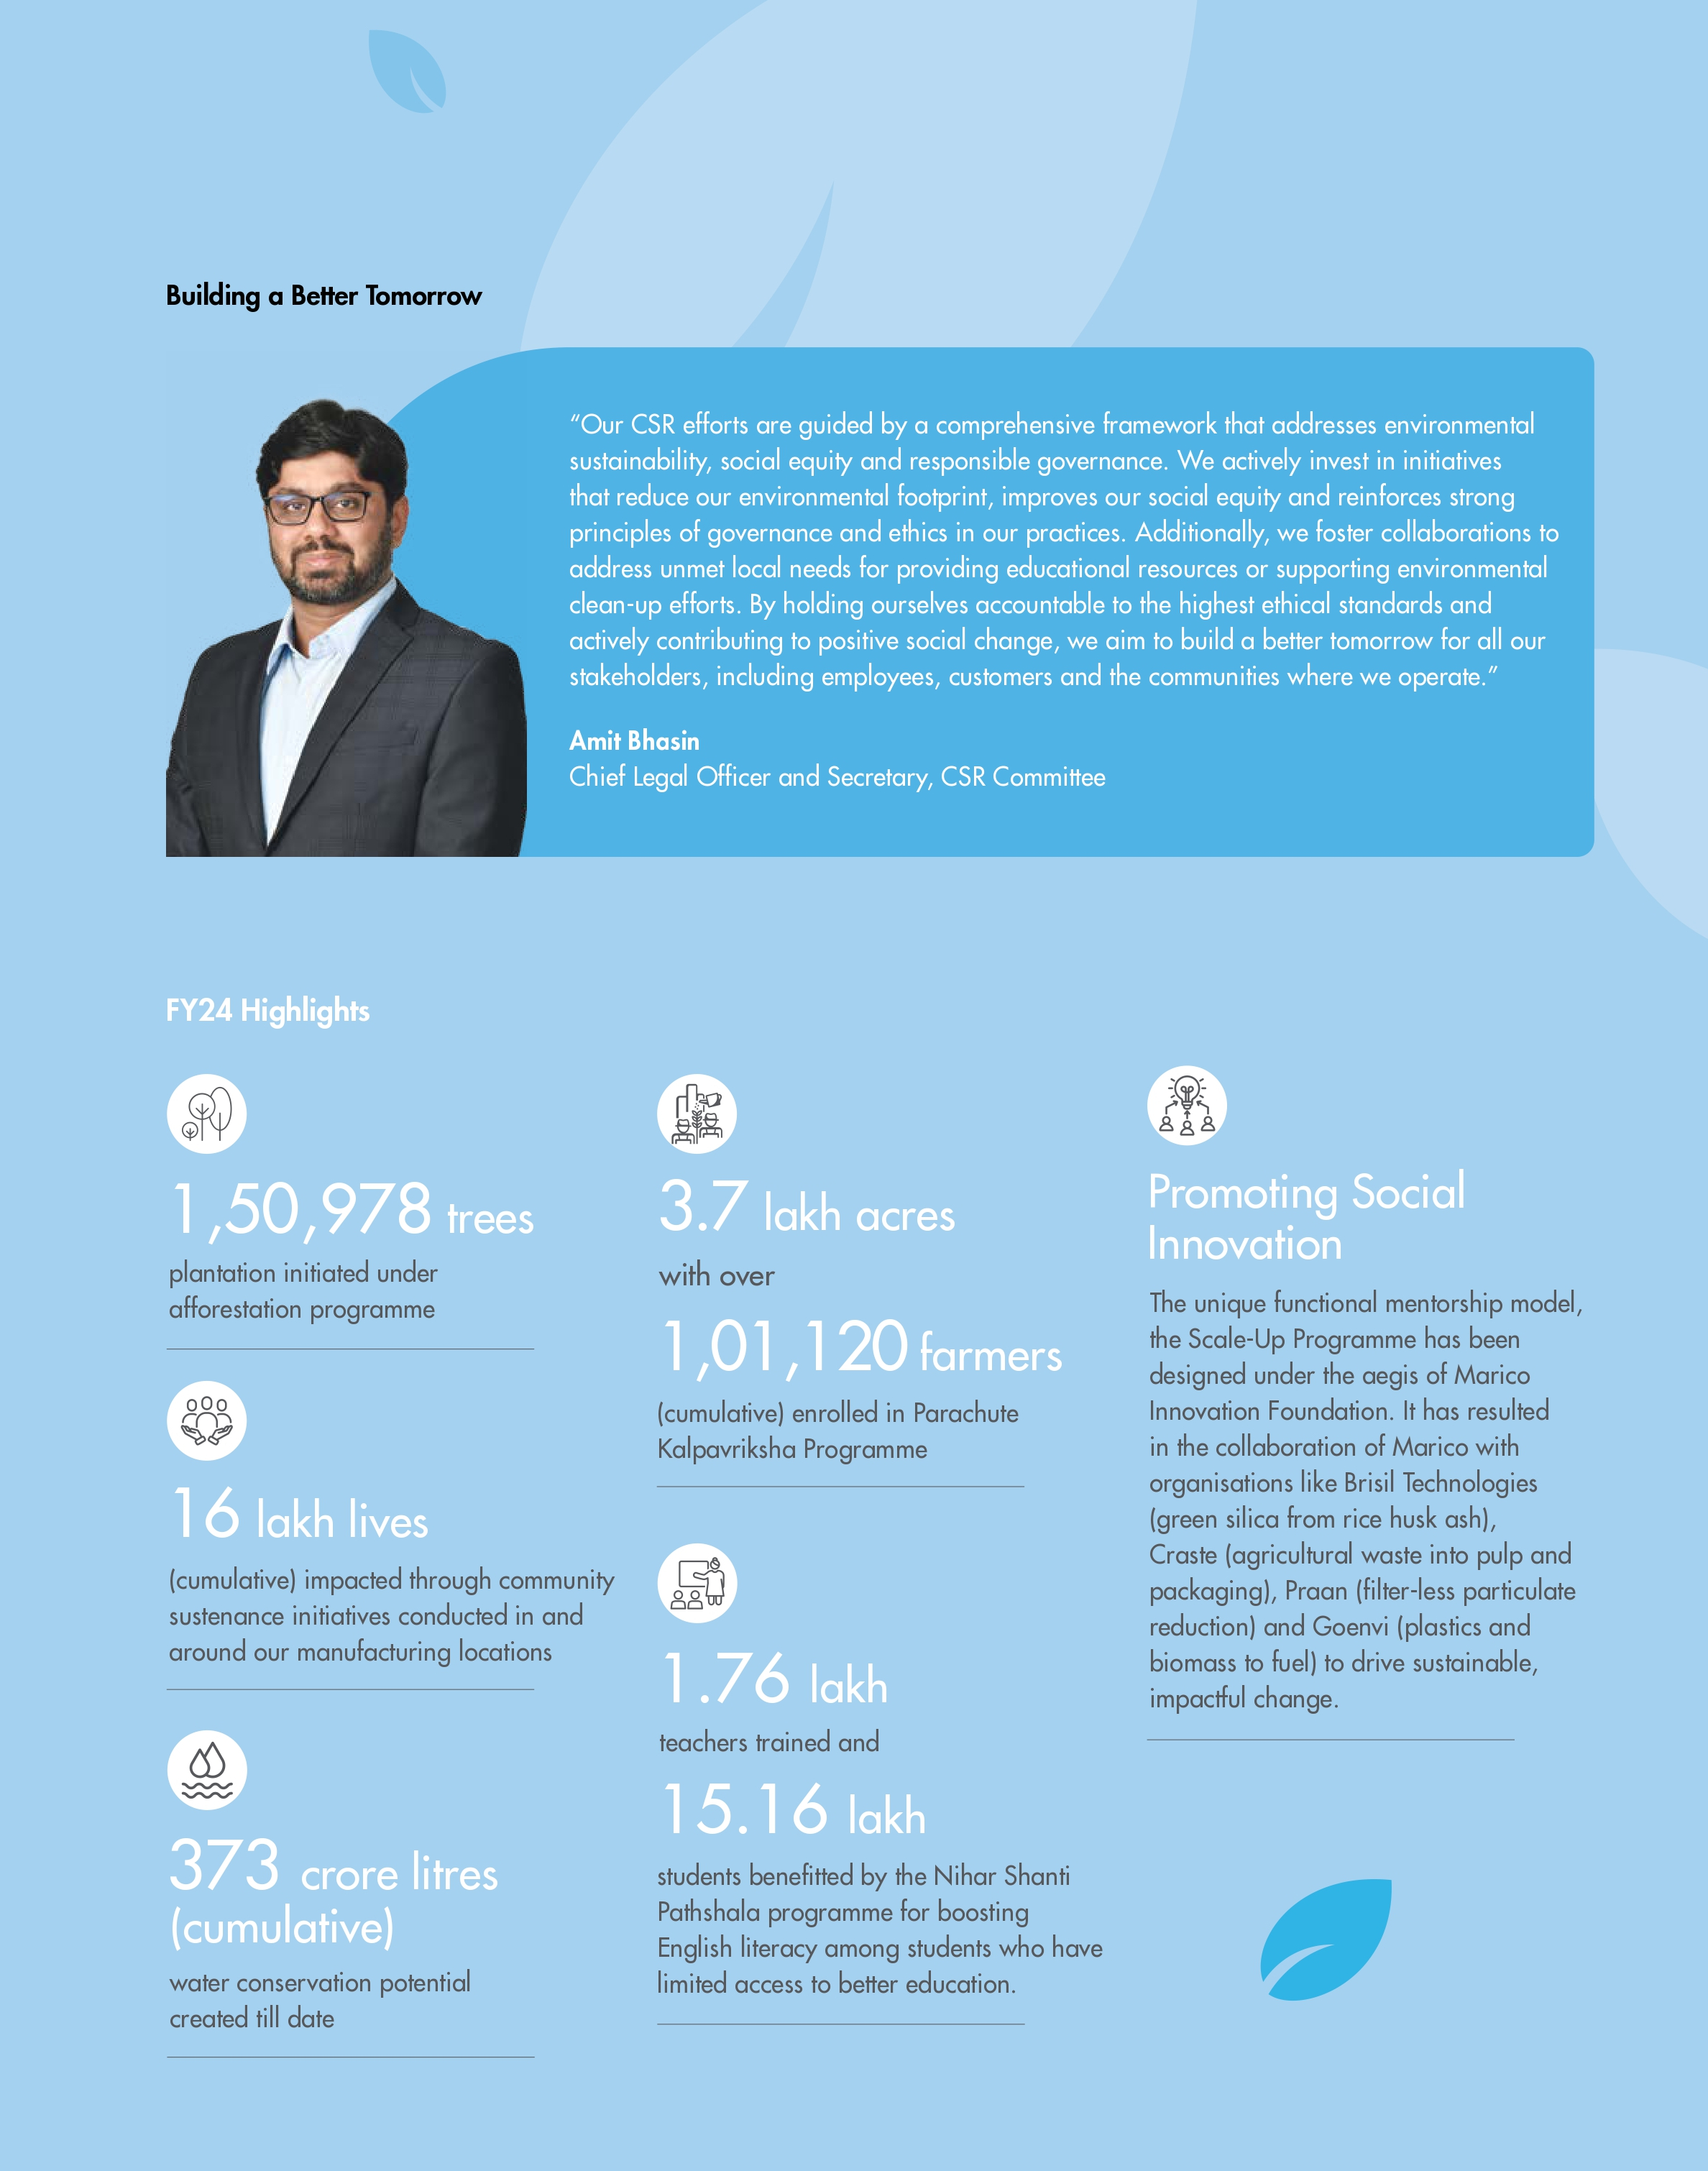 Building a Better Tomorrow
“Our CSR efforts are guided by a comprehensive framework that addresses environmental
sustainability, social equity and responsible governance. We actively invest in initiatives
that reduce our environmental footprint, improves our social equity and reinforces strong
principles of governance and ethics in our practices. Additionally, we foster collaborations to
address unmet local needs for providing educational resources or supporting environmental
clean-up efforts. By holding ourselves accountable to the highest ethical standards and
actively contributing to positive social change, we aim to build a better tomorrow for all our
stakeholders, including employees, customers and the communities where we operate.”
Amit Bhasin
Chief Legal Officer and Secretary, CSR Committee
FY24 Highlights
1,50,978 trees
plantation initiated under
afforestation programme
16 lakh lives
(cumulative) impacted through community
sustenance initiatives conducted in and
around our manufacturing locations
373 crore litres
(cumulative)
water conservation potential
created till date
3.7 lakh acres
with over
1,01,120 farmers
(cumulative) enrolled in Parachute
Kalpavriksha Programme
1.76 lakh
teachers trained and
15.16 lakh
students benefitted by the Nihar Shanti
Pathshala programme for boosting
English literacy among students who have
limited access to better education.
Promoting Social
Innovation
The unique functional mentorship model,
the Scale-Up Programme has been
designed under the aegis of Marico
Innovation Foundation. It has resulted
in the collaboration of Marico with
organisations like Brisil Technologies
(green silica from rice husk ash),
Craste (agricultural waste into pulp and
packaging), Praan (filter-less particulate
reduction) and Goenvi (plastics and
biomass to fuel) to drive sustainable,
impactful change.